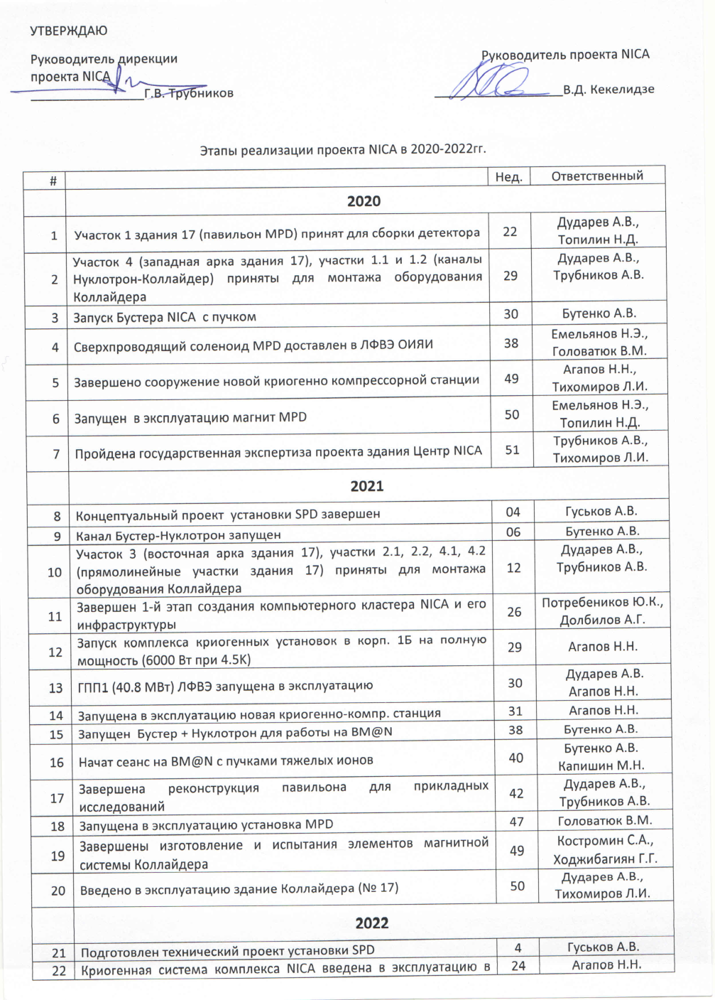 УТВЕРЖДАЮ
Руководитель дирекции
проекта NICA
Г.В. Трубников
Руководитель проекта NICA
В.Д. Кекелидзе
Этапы реализации проекта NICA в 2020-2022гг.
# Нед. Ответственный
2020
1 Участок 1 здания 17 (павильон MPD) принят для сборки детектора 22 Дударев А.В.,
Топилин Н.Д.
2 Участок 4 (западная арка здания 17), участки 1.1 и 1.2 (каналы
Нуклотрон-Коллайдер) приняты для монтажа оборудования
Коллайдера 29 Дударев А.В.,
Трубников А.В.
3 Запуск Бустера NICA с пучком 30 Бутенко А.В.
4 Сверхпроводящий соленоид MPD доставлен в ЛФВЭ ОИЯИ 38 Емельянов Н.Э.,
Головатюк В.М.
5 Завершено сооружение новой криогенно компрессорной станции 49 Агапов Н.Н.,
Тихомиров Л.И.
6 Запущен в эксплуатацию магнит MPD 50 Емельянов Н.Э.,
Топилин Н.Д.
7 Пройдена государственная экспертиза проекта здания Центр NICA 51 Трубников А.В.,
Тихомиров Л.И.
2021
8 Концептуальный проект установки SPD завершен 04 Гуськов А.В.
9 Канал Бустер-Нуклотрон запущен 06 Бутенко А.В.
10 Участок 3 (восточная арка здания 17), участки 2.1, 2.2, 4.1, 4.2
(прямолинейные участки здания 17) приняты для монтажа
оборудования Коллайдера 12 Дударев А.В.,
Трубников А.В.
11 Завершен 1-й этап создания компьютерного кластера NICA и его
инфраструктуры 26 Потребеников Ю.К.,
Долбилов А.Г.
12 Запуск комплекса криогенных установок в корп. 1Б на полную
мощность (6000 Вт при 4.5К) 29 Агапов Н.Н.
13 ГПП1 (40.8 МВт) ЛФВЭ запущена в эксплуатацию 30 Дударев А.В.
Агапов Н.Н.
14 Запущена в эксплуатацию новая криогенно-компр. станция 31 Агапов Н.Н.
15 Запущен Бустер + Нуклотрон для работы на BM@N 38 Бутенко А.В.
16 Начат сеанс на BM@N с пучками тяжелых ионов 40 Бутенко А.В.
Капишин М.Н.
17 Завершена реконструкция павильона для прикладных
исследований 42 Дударев А.В.,
Трубников А.В.
18 Запущена в эксплуатацию установка MPD 47 Головатюк В.М.
19 Завершены изготовление и испытания элементов магнитной
системы Коллайдера 49 Костромин С.А.,
Ходжибагиян Г.Г.
20 Введено в эксплуатацию здание Коллайдера (№ 17) 50 Дударев А.В.,
Тихомиров Л.И.
2022
21 Подготовлен технический проект установки SPD 4 Гуськов А.В.
22 Криогенная система комплекса NICA введена в эксплуатацию в 24 Агапов Н.Н.